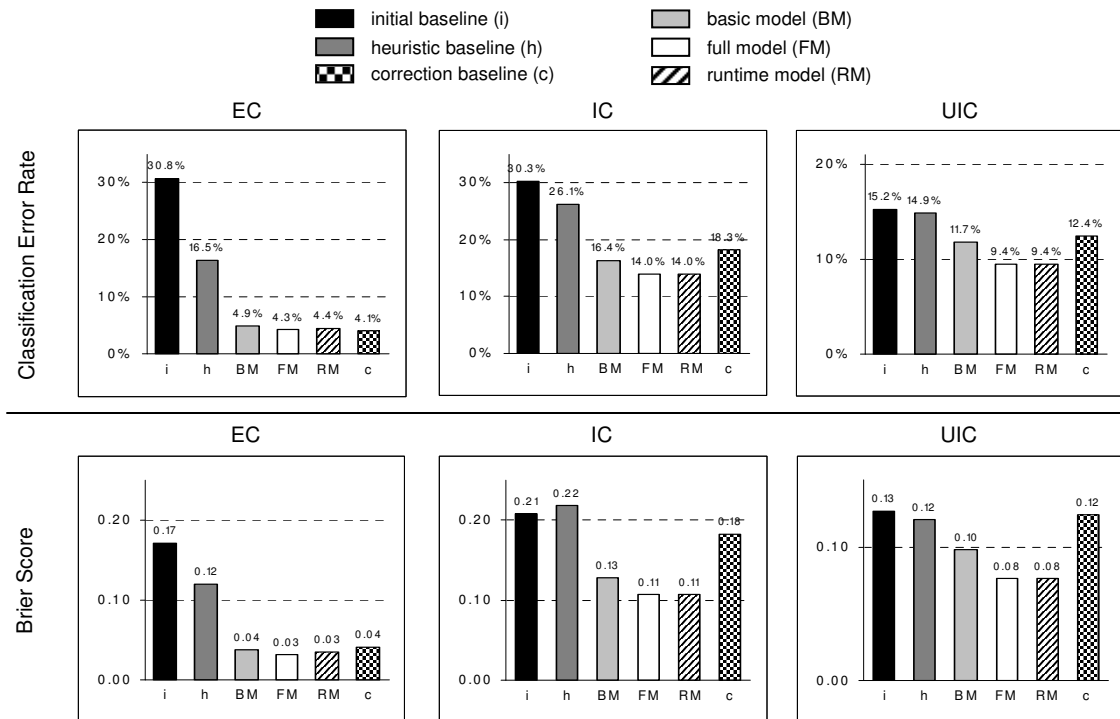 initial baseline (i)
heuristic baseline (h)
correction baseline (c)
basic model (BM)
full model (FM)
runtime model (RM)
Classification Error Rate
EC
30%
20%
10%
0%
30.8%
16.5%
4.9%
4.3%
4.4%
4.1%
i h BM FM RM c
IC
30%
20%
10%
0%
30.3%
26.1%
16.4%
14.0%
14.0%
18.3%
i h BM FM RM c
UIC
20%
10%
0%
15.2%
14.9%
11.7%
9.4%
9.4%
12.4%
i h BM FM RM c
Brier Score
EC
0.20
0.10
0.00
0.17
0.12
0.04
0.03
0.03
0.04
i h BM FM RM c
IC
0.20
0.10
0.00
0.21
0.22
0.13
0.11
0.11
0.18
i h BM FM RM c
UIC
0.10
0.00
0.13
0.12
0.10
0.08
0.08
0.12
i h BM FM RM c